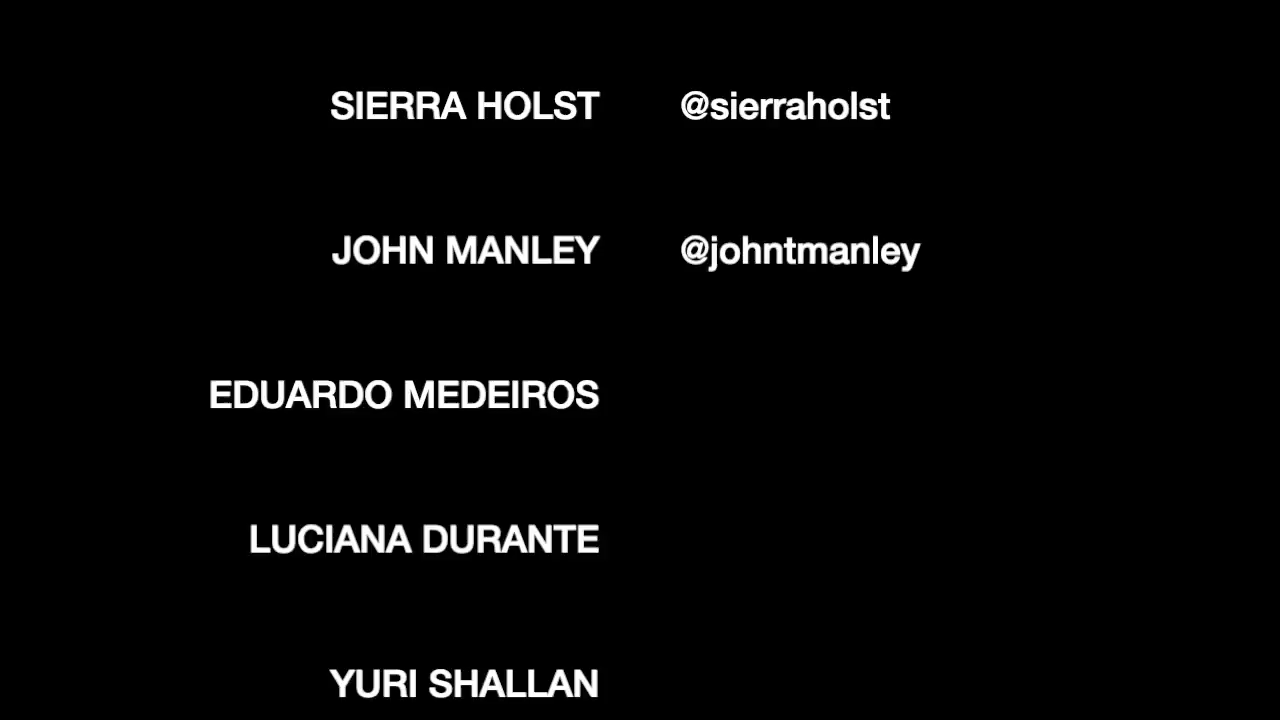 SIERRA HOLST @sierraholst
JOHN MANLEY @johntmanley
EDUARDO MEDEIROS
LUCIANA DURANTE
YURI SHALLAN